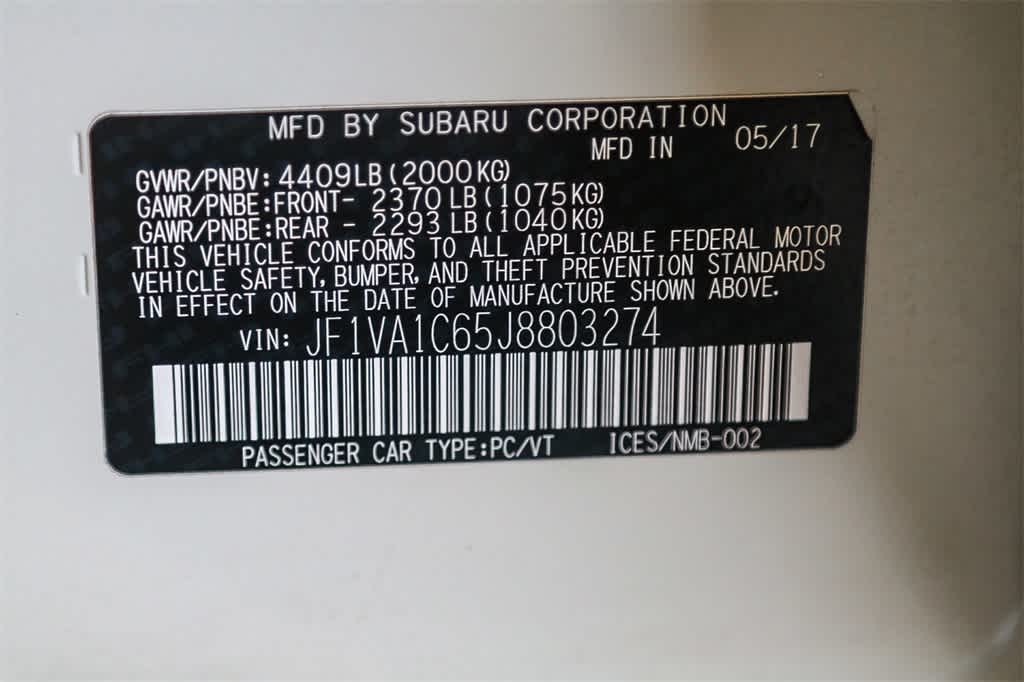 MFD BY SUBARU CORPORATION
MFD IN 05/17
GVWR/PNBV: 4409LB(2000KG)
GAWR/PNBE:FRONT- 2370 LB(1075KG)
GAWR/PNBE:REAR - 2293 LB(1040KG)
THIS VEHICLE CONFORMS TO ALL APPLICABLE FEDERAL MOTOR
VEHICLE SAFETY, BUMPER, AND THEFT PREVENTION STANDARDS
IN EFFECT ON THE DATE OF MANUFACTURE SHOWN ABOVE.
VIN: JF1VA1C65J8803274
PASSENGER CAR TYPE:PC/VT ICES/NMB-002